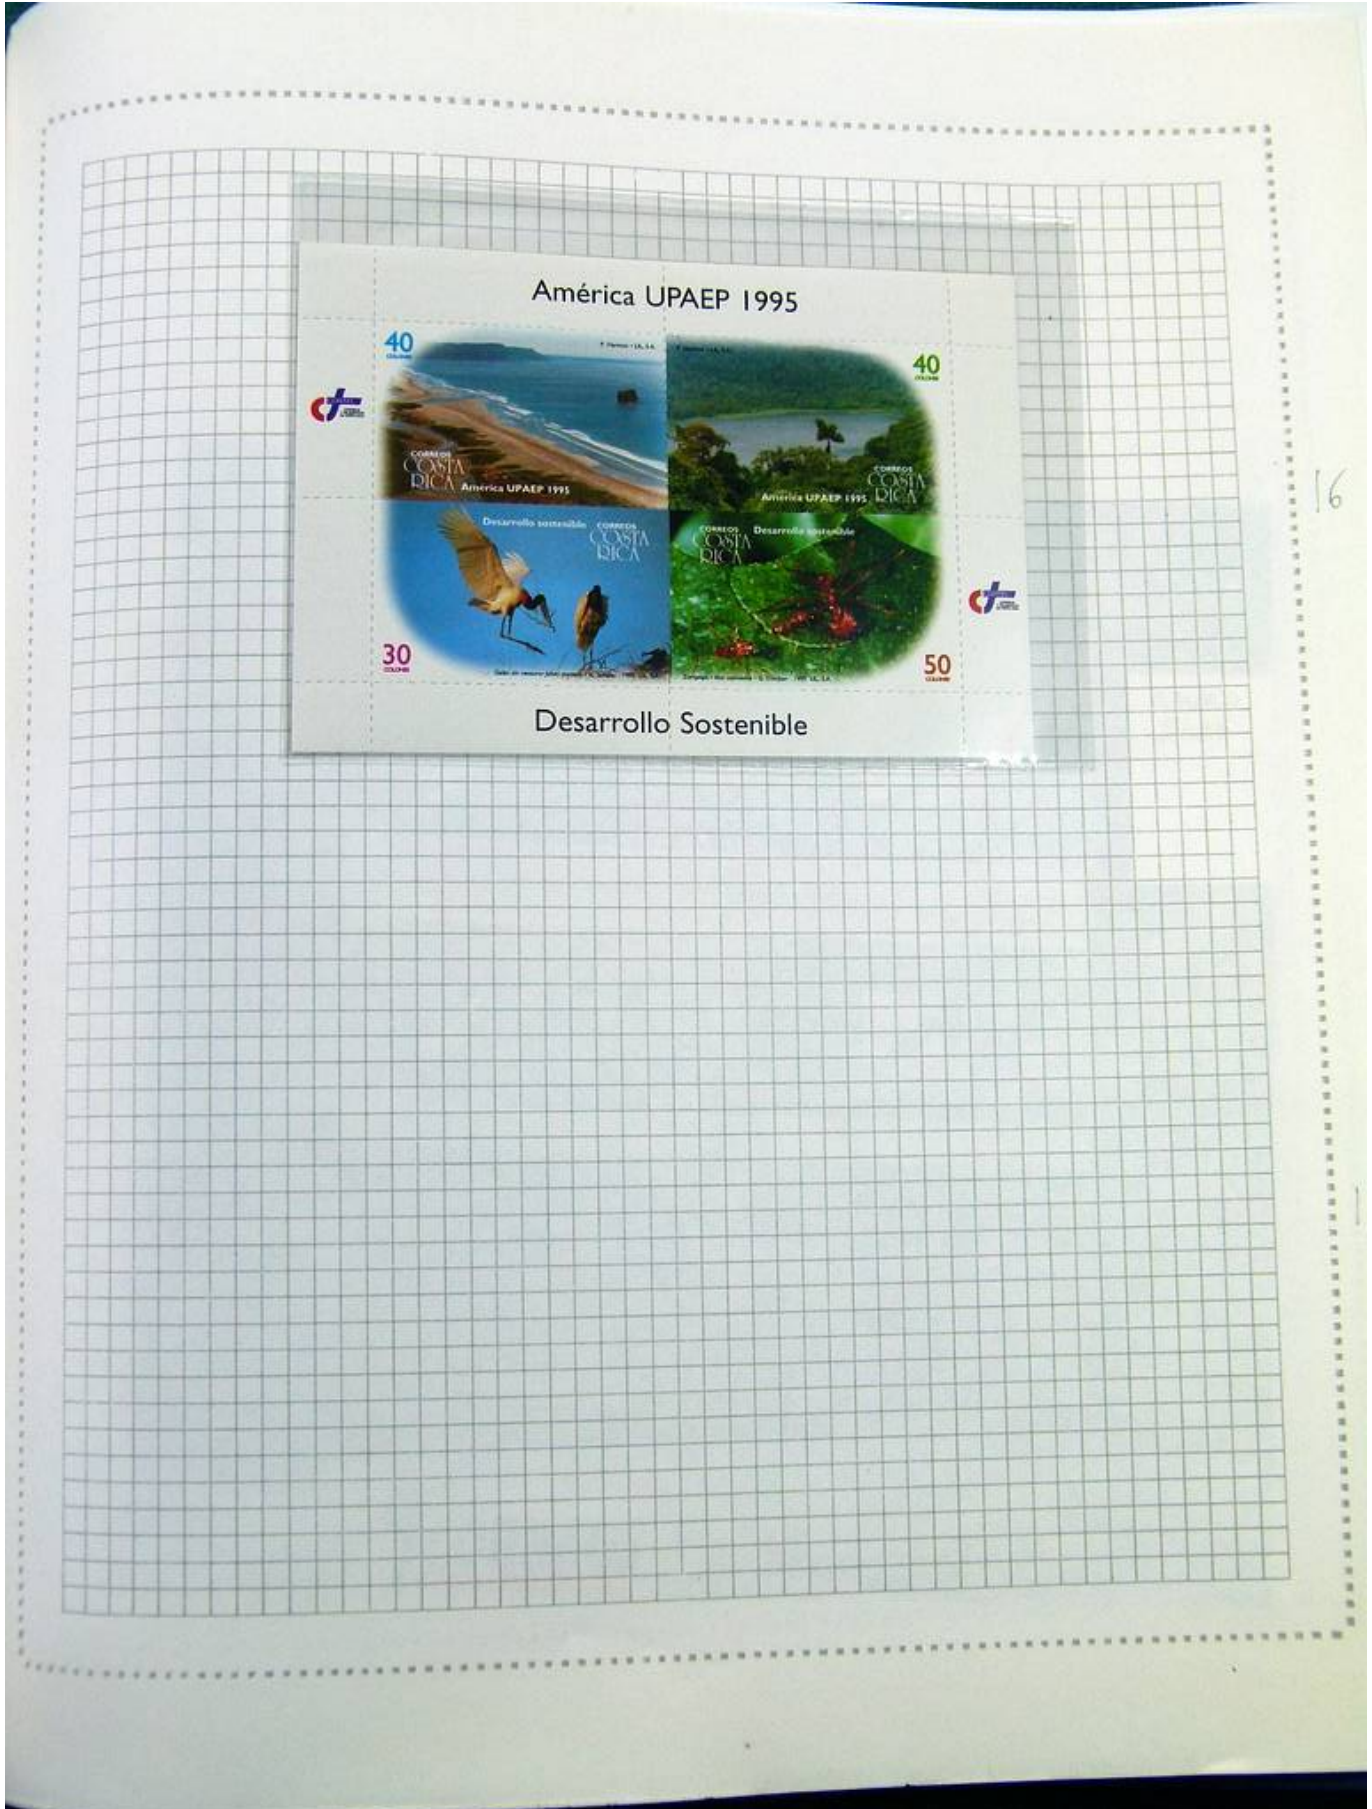 América UPAEP 1995
40
COLONES
40
COLONES
CORREOS
COSTA
RICA
América UPAEP 1995
CORREOS
COSTA
RICA
América UPAEP 1995
Desarrollo sostenible
CORREOS
COSTA
RICA
CORREOS
COSTA
RICA
Desarrollo sostenible
30
COLONES
50
COLONES
Desarrollo Sostenible
16